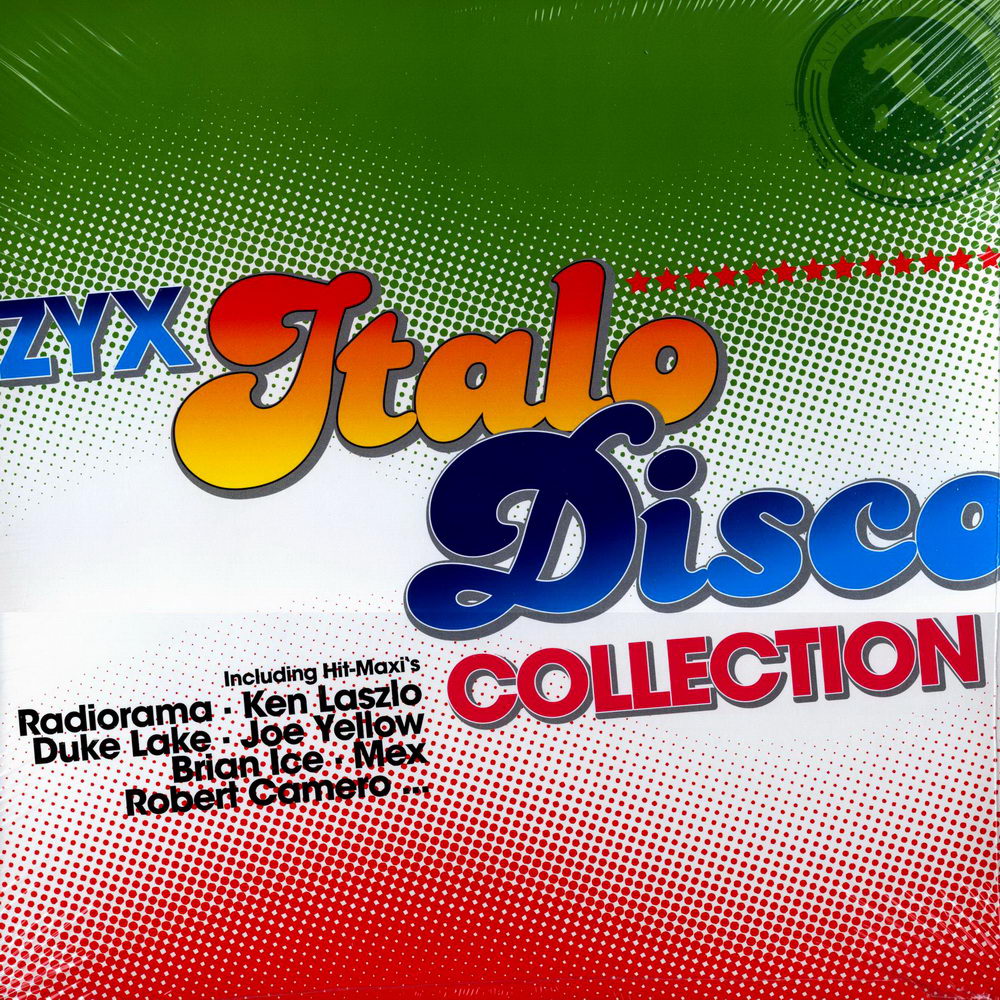 ZYX Italo
Disco
COLLECTION
Including Hit-Maxi`s
Radiorama · Ken Laszlo
Duke Lake · Joe Yellow
Brian Ice · Mex
Robert Camero ...